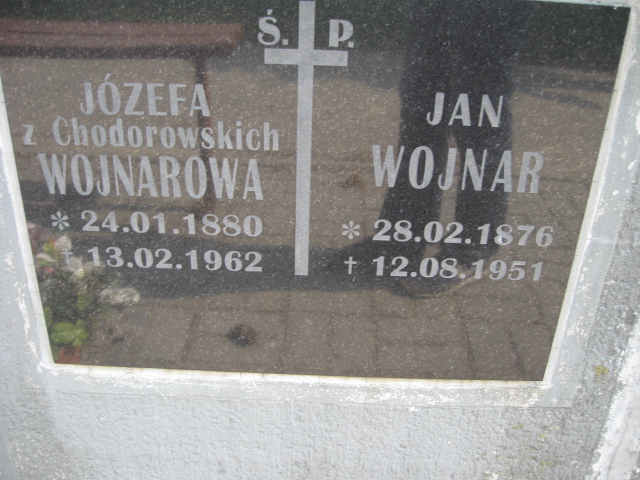 Ś. P.
JÓZEFA
z Chodorowskich
WOJNAROWA
* 24.01.1880
† 13.02.1962
JAN
WOJNAR
* 28.02.1876
† 12.08.1951